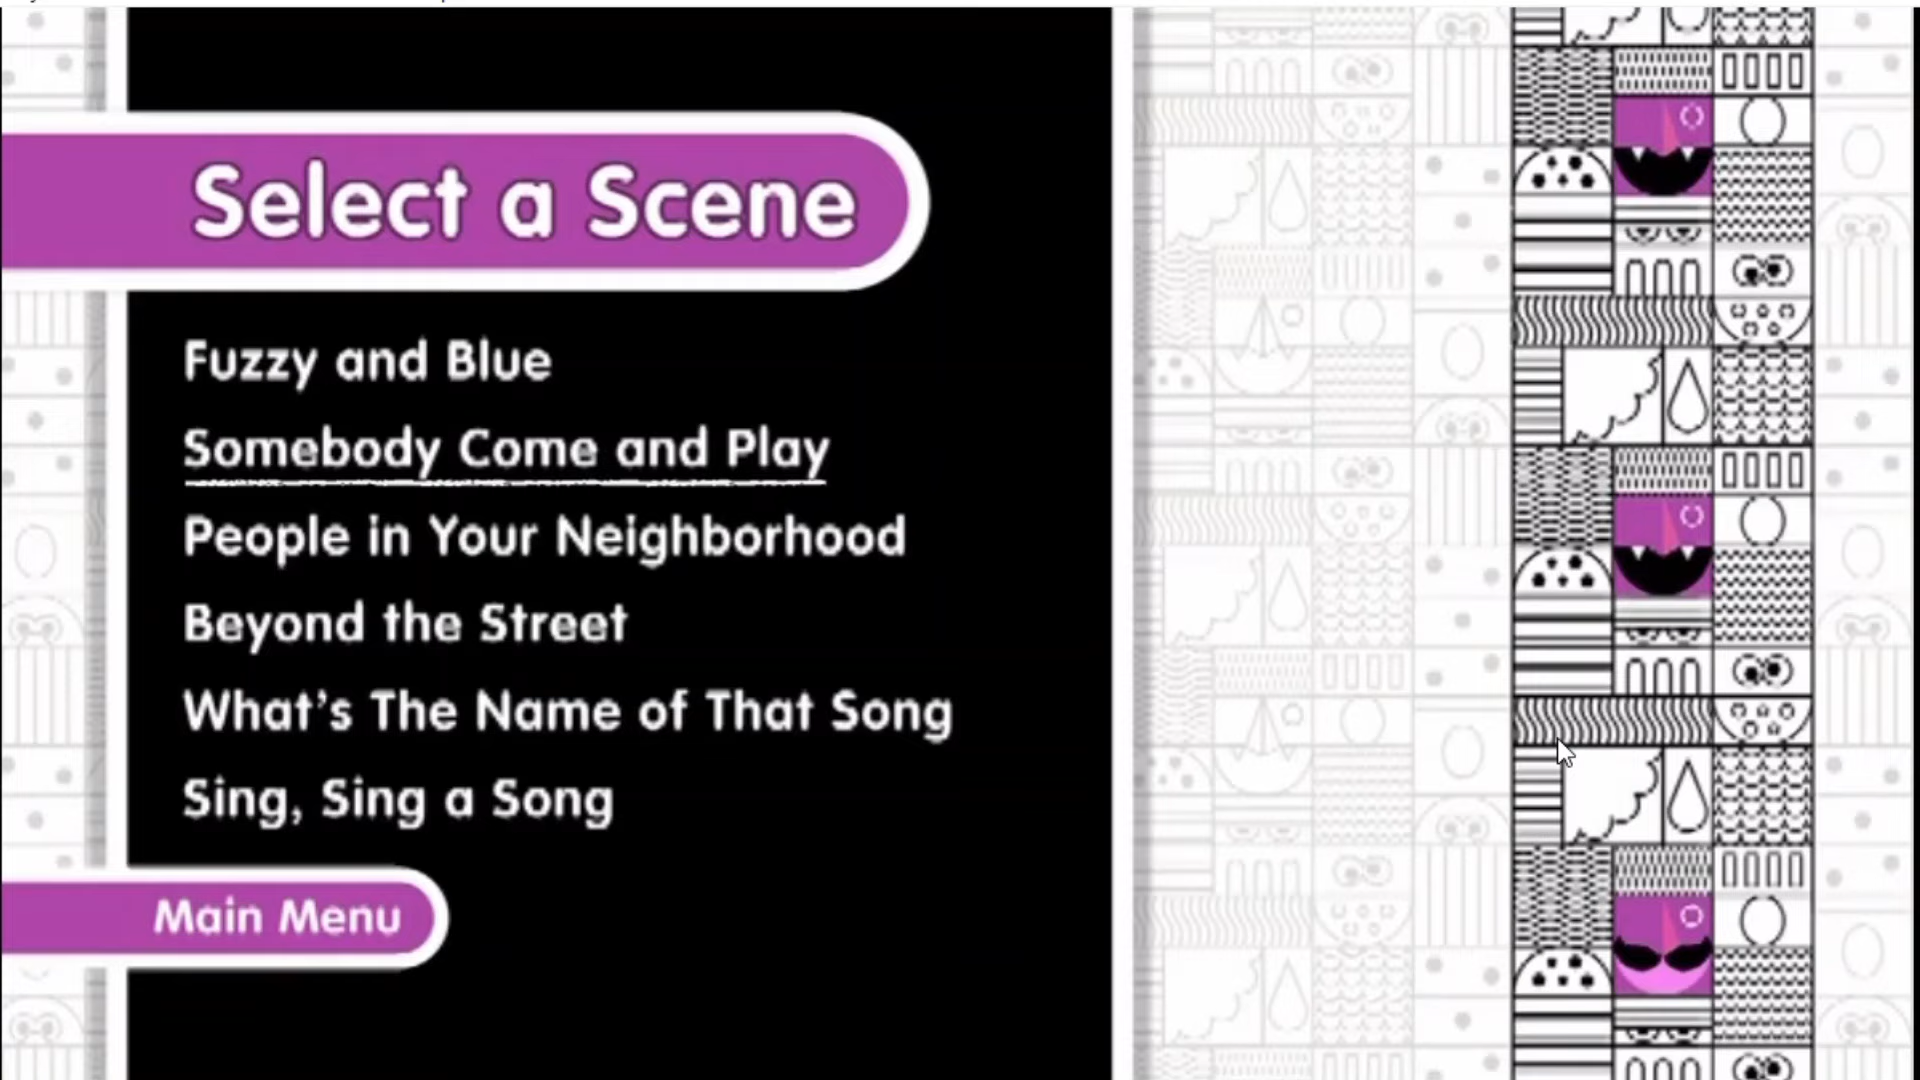 Select a Scene
Fuzzy and Blue
Somebody Come and Play
People in Your Neighborhood
Beyond the Street
What's The Name of That Song
Sing, Sing a Song
Main Menu